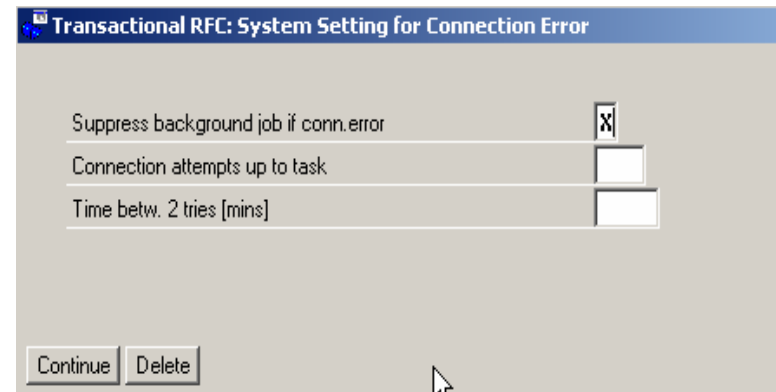 Transactional RFC: System Setting for Connection Error
Suppress background job if conn.error X
Connection attempts up to task
Time betw. 2 tries [mins]
Continue Delete